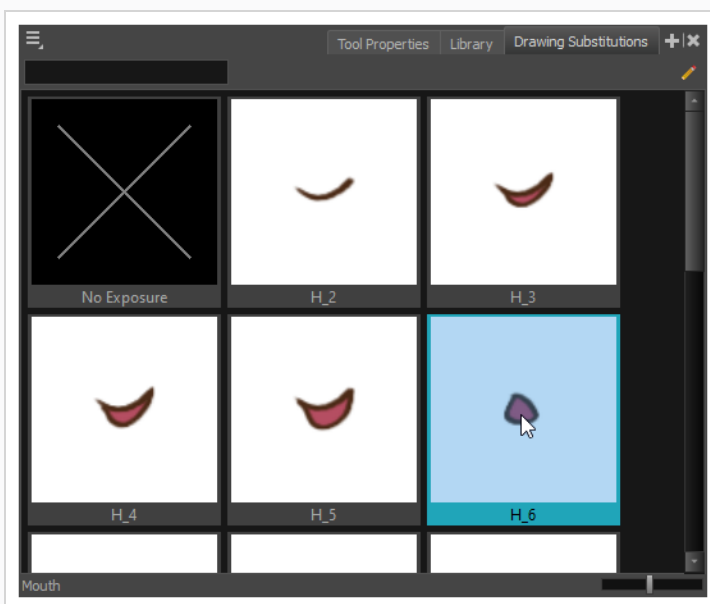 Tool Properties Library Drawing Substitutions
No Exposure H_2 H_3
H_4 H_5 H_6
Mouth